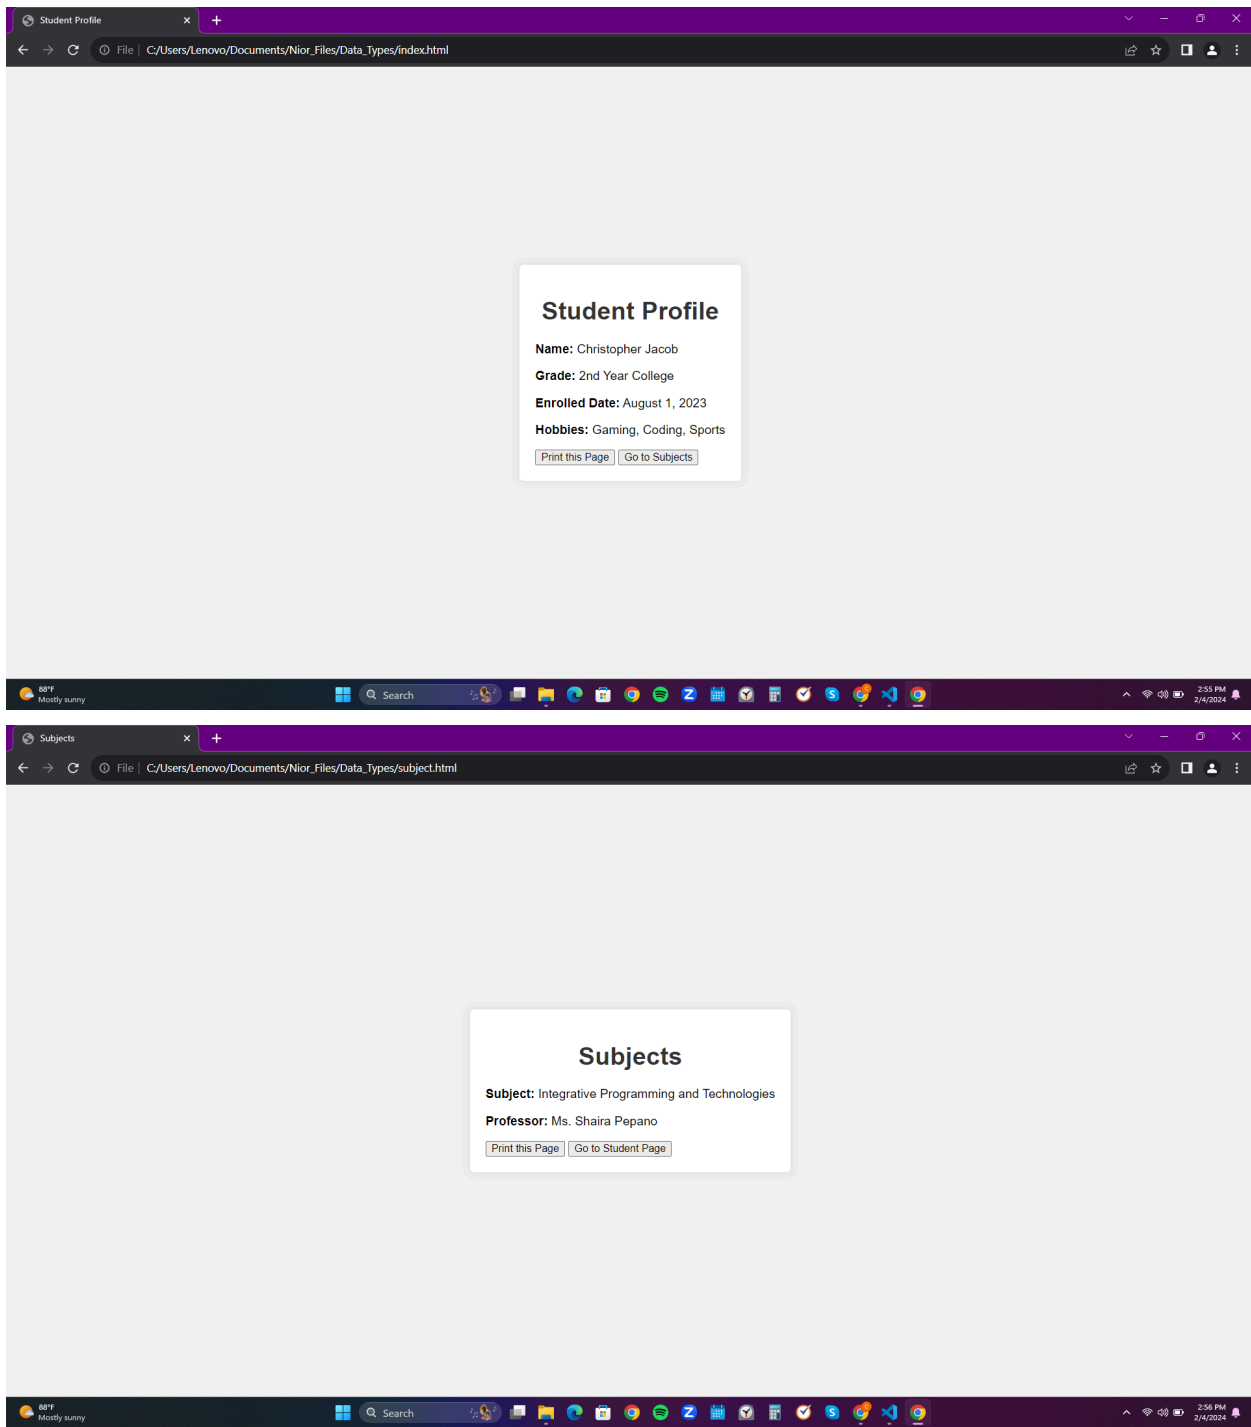 Student Profile
File | C:/Users/Lenovo/Documents/Nior_Files/Data_Types/index.html
Student Profile
Name: Christopher Jacob
Grade: 2nd Year College
Enrolled Date: August 1, 2023
Hobbies: Gaming, Coding, Sports
Print this Page Go to Subjects
88°F
Mostly sunny
Search
2:55 PM
2/4/2024
Subjects
File | C:/Users/Lenovo/Documents/Nior_Files/Data_Types/subject.html
Subjects
Subject: Integrative Programming and Technologies
Professor: Ms. Shaira Pepano
Print this Page Go to Student Page
88°F
Mostly sunny
Search
2:56 PM
2/4/2024